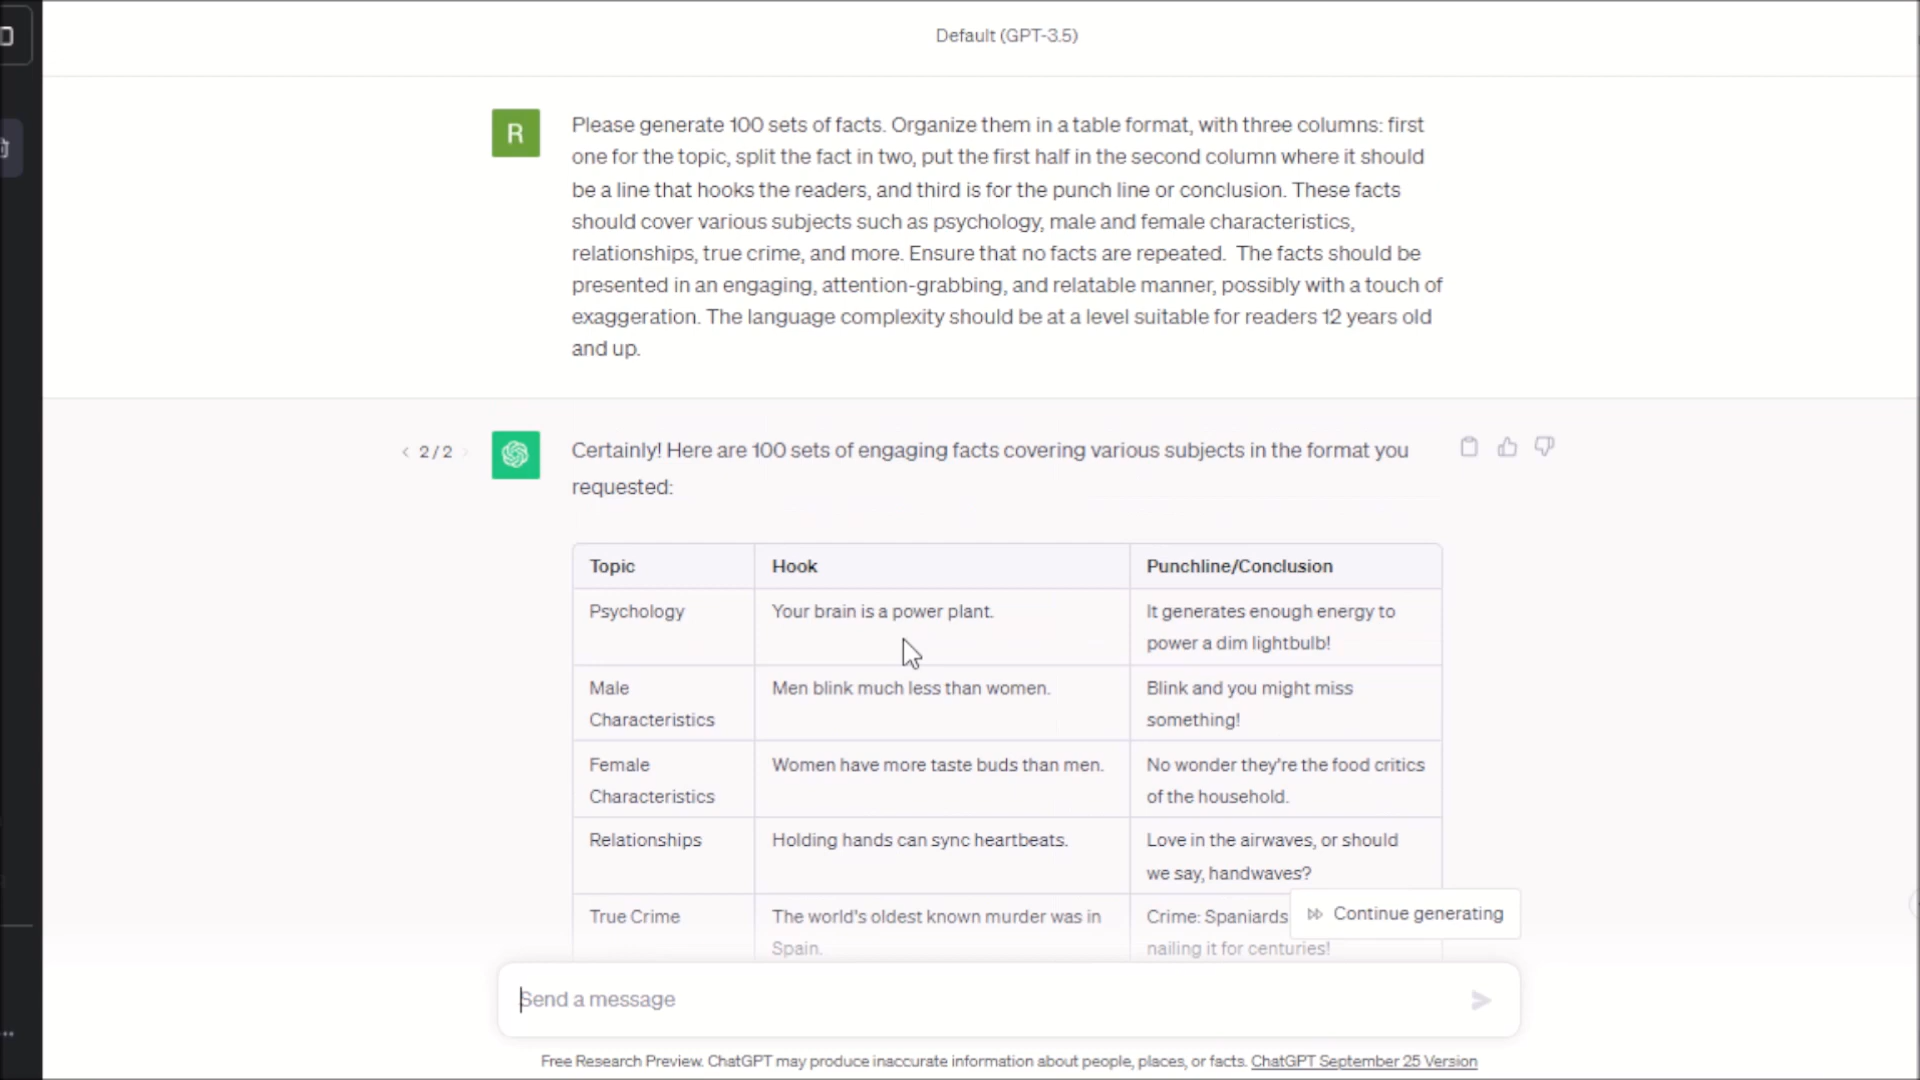 Default (GPT-3.5)
R
Please generate 100 sets of facts. Organize them in a table format, with three columns: first
one for the topic, split the fact in two, put the first half in the second column where it should
be a line that hooks the readers, and third is for the punch line or conclusion. These facts
should cover various subjects such as psychology, male and female characteristics,
relationships, true crime, and more. Ensure that no facts are repeated.  The facts should be
presented in an engaging, attention-grabbing, and relatable manner, possibly with a touch of
exaggeration. The language complexity should be at a level suitable for readers 12 years old
and up.
< 2 / 2 >
Certainly! Here are 100 sets of engaging facts covering various subjects in the format you
requested:
Topic Hook Punchline/Conclusion
Psychology Your brain is a power plant. It generates enough energy to
power a dim lightbulb!
Male Men blink much less than women. Blink and you might miss
Characteristics something!
Female Women have more taste buds than men. No wonder they're the food critics
Characteristics of the household.
Relationships Holding hands can sync heartbeats. Love in the airwaves, or should
we say, handwaves?
True Crime The world's oldest known murder was in Crime: Spaniards
Spain. nailing it for centuries!
Continue generating
Send a message
Free Research Preview. ChatGPT may produce inaccurate information about people, places, or facts. ChatGPT September 25 Version